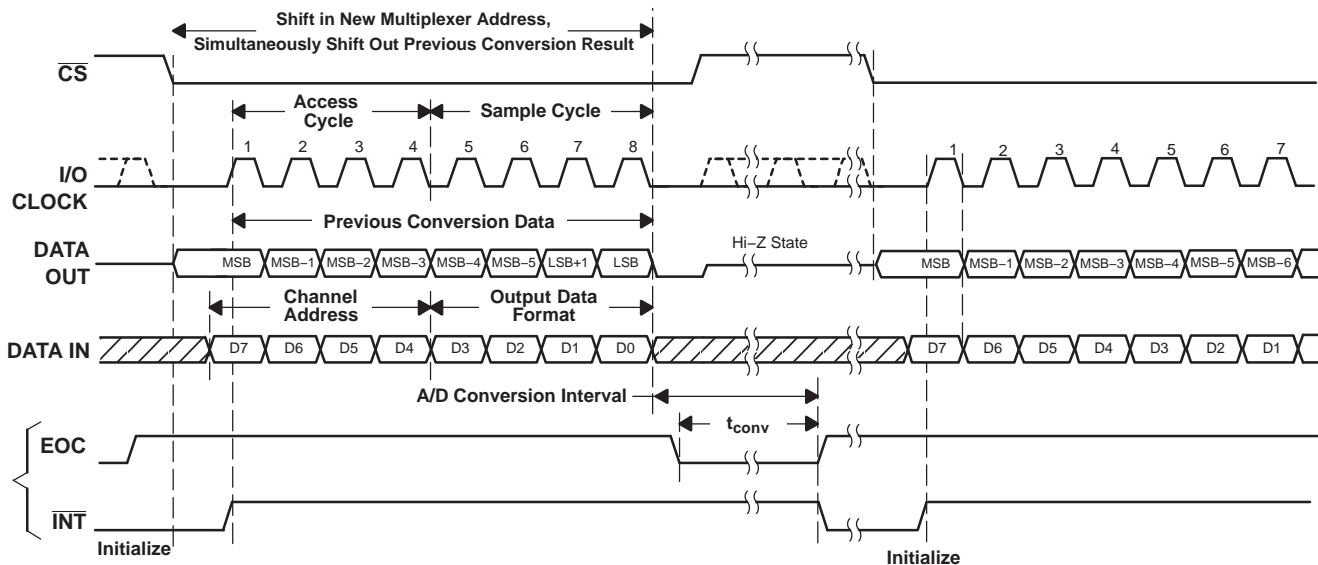 Shift in New Multiplexer Address,
Simultaneously Shift Out Previous Conversion Result
CS
Access
Cycle
Sample Cycle
1 2 3 4 5 6 7 8 1 2 3 4 5 6 7
I/O
CLOCK
Previous Conversion Data
DATA
OUT
Hi–Z State
MSB MSB–1 MSB–2 MSB–3 MSB–4 MSB–5 LSB+1 LSB MSB MSB–1 MSB–2 MSB–3 MSB–4 MSB–5 MSB–6
Channel
Address
Output Data
Format
DATA IN D7 D6 D5 D4 D3 D2 D1 D0 D7 D6 D5 D4 D3 D2 D1
A/D Conversion Interval
tconv
EOC
INT
Initialize
Initialize